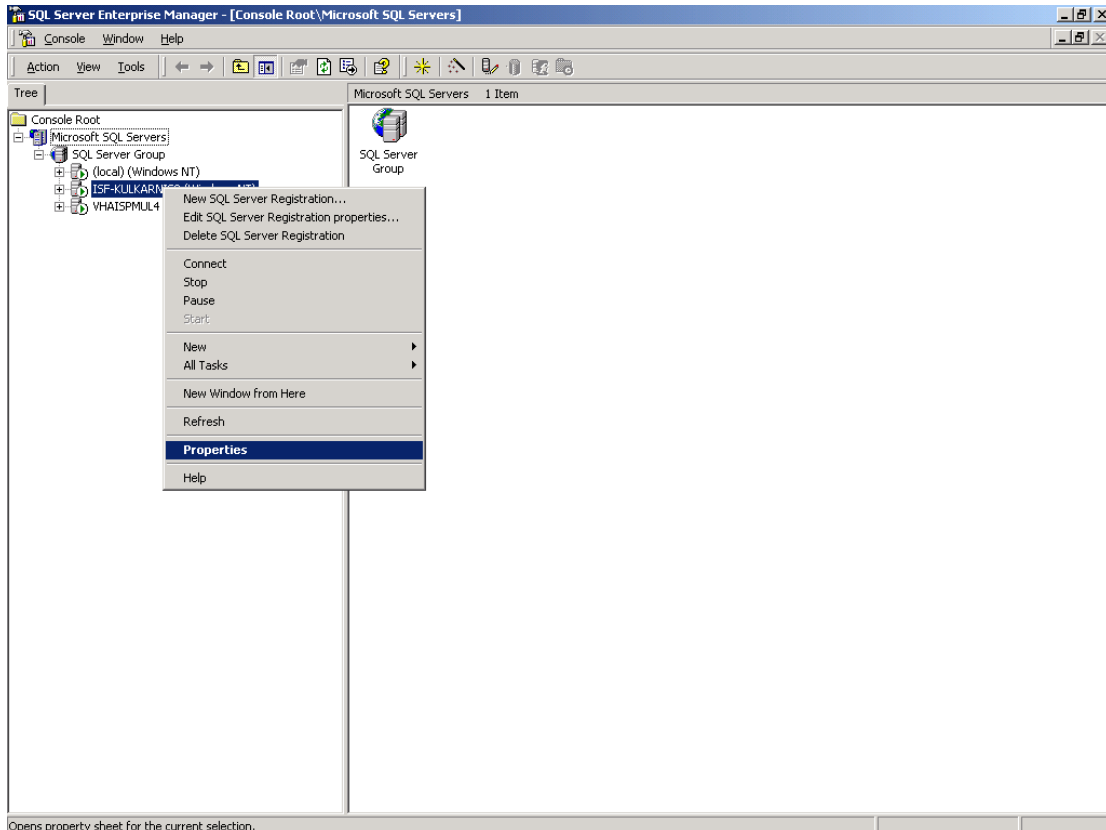 SQL Server Enterprise Manager - [Console Root\Microsoft SQL Servers]
Console Window Help
Action View Tools
Tree
Microsoft SQL Servers 1 Item
Console Root
Microsoft SQL Servers
SQL Server Group
(local) (Windows NT)
VHAISPMUL4
SQL Server
Group
New SQL Server Registration...
Edit SQL Server Registration properties...
Delete SQL Server Registration
Connect
Stop
Pause
Start
New
All Tasks
New Window from Here
Refresh
Properties
Help
Opens property sheet for the current selection.